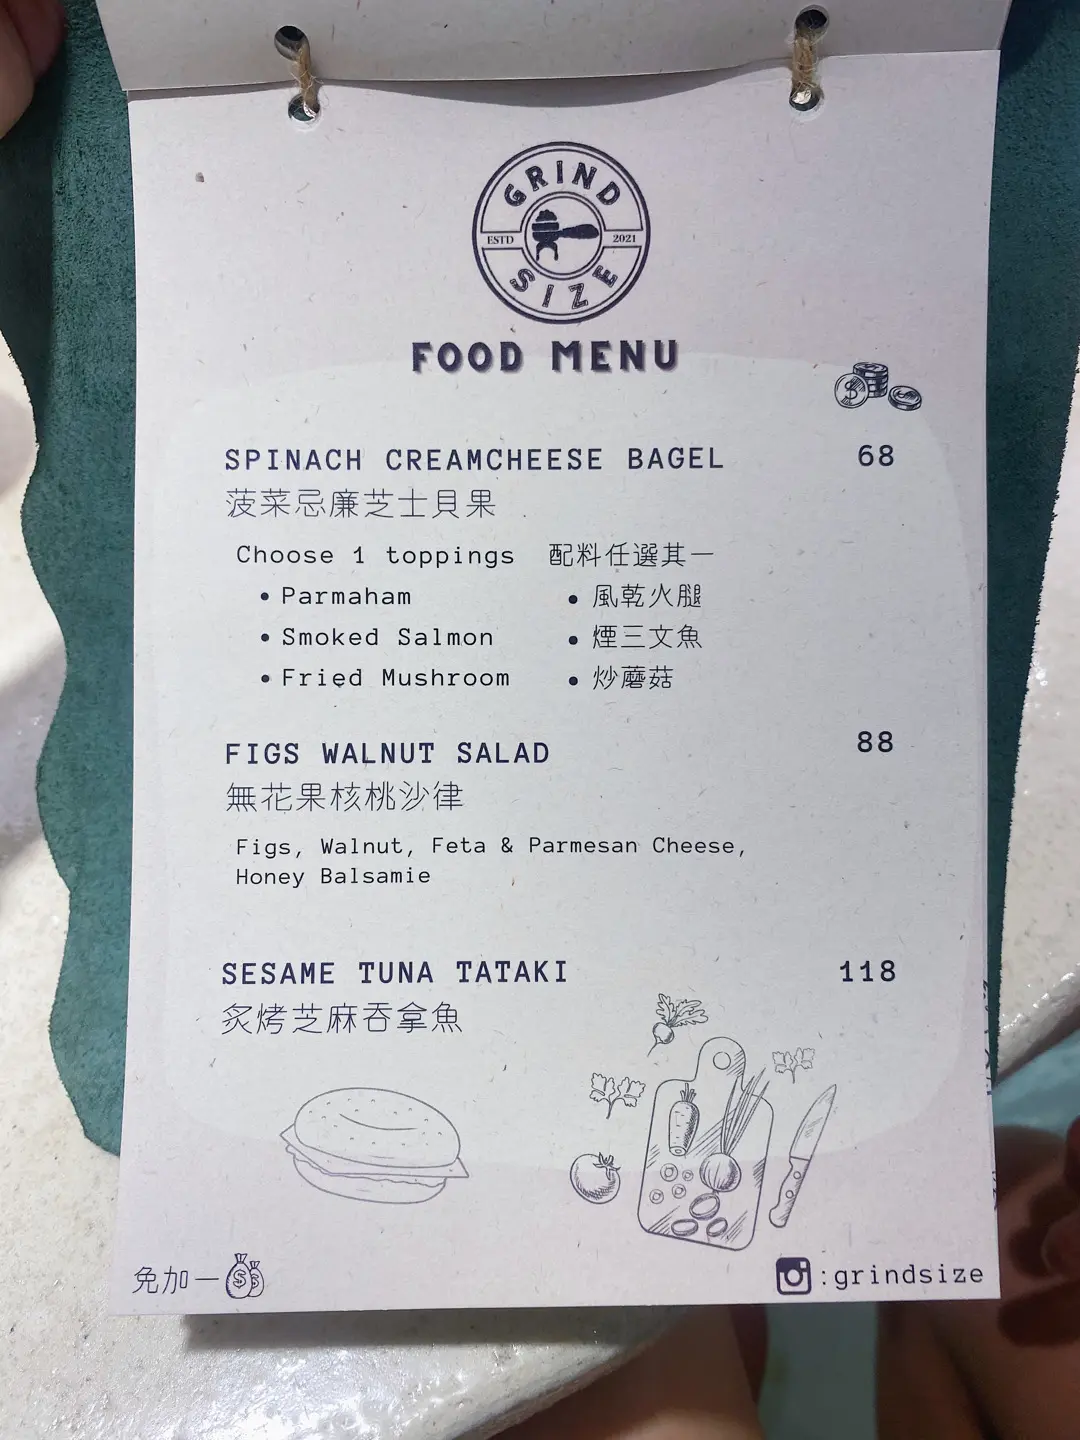 GRIND
ESTD 2021
SIZE
FOOD MENU
SPINACH CREAMCHEESE BAGEL 68
菠菜忌廉芝士貝果
Choose 1 toppings 配料任選其一
• Parmaham • 風乾火腿
• Smoked Salmon • 煙三文魚
• Fried Mushroom • 炒蘑菇
FIGS WALNUT SALAD 88
無花果核桃沙律
Figs, Walnut, Feta & Parmesan Cheese,
Honey Balsamie
SESAME TUNA TATAKI 118
炙烤芝麻吞拿魚
免加一
:grindsize